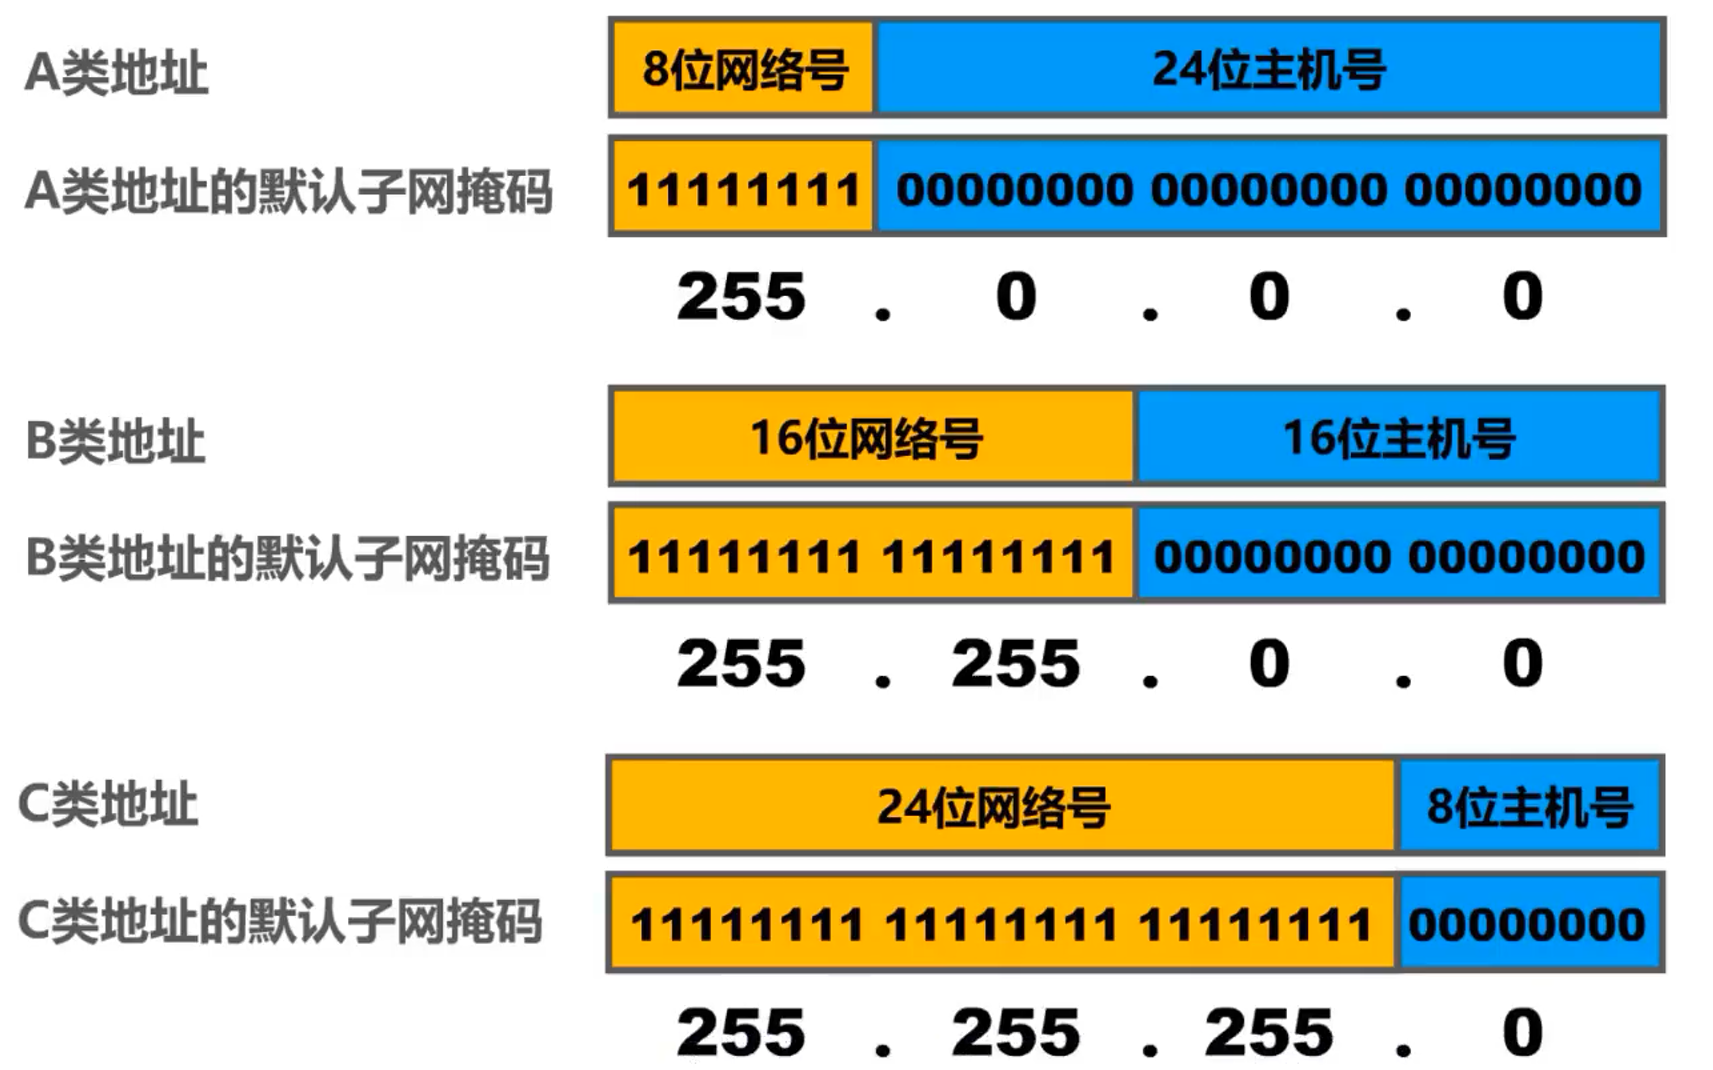 A类地址 8位网络号 24位主机号
A类地址的默认子网掩码 11111111 00000000 00000000 00000000
255 . 0 . 0 . 0
B类地址 16位网络号 16位主机号
B类地址的默认子网掩码 11111111 11111111 00000000 00000000
255 . 255 . 0 . 0
C类地址 24位网络号 8位主机号
C类地址的默认子网掩码 11111111 11111111 11111111 00000000
255 . 255 . 255 . 0